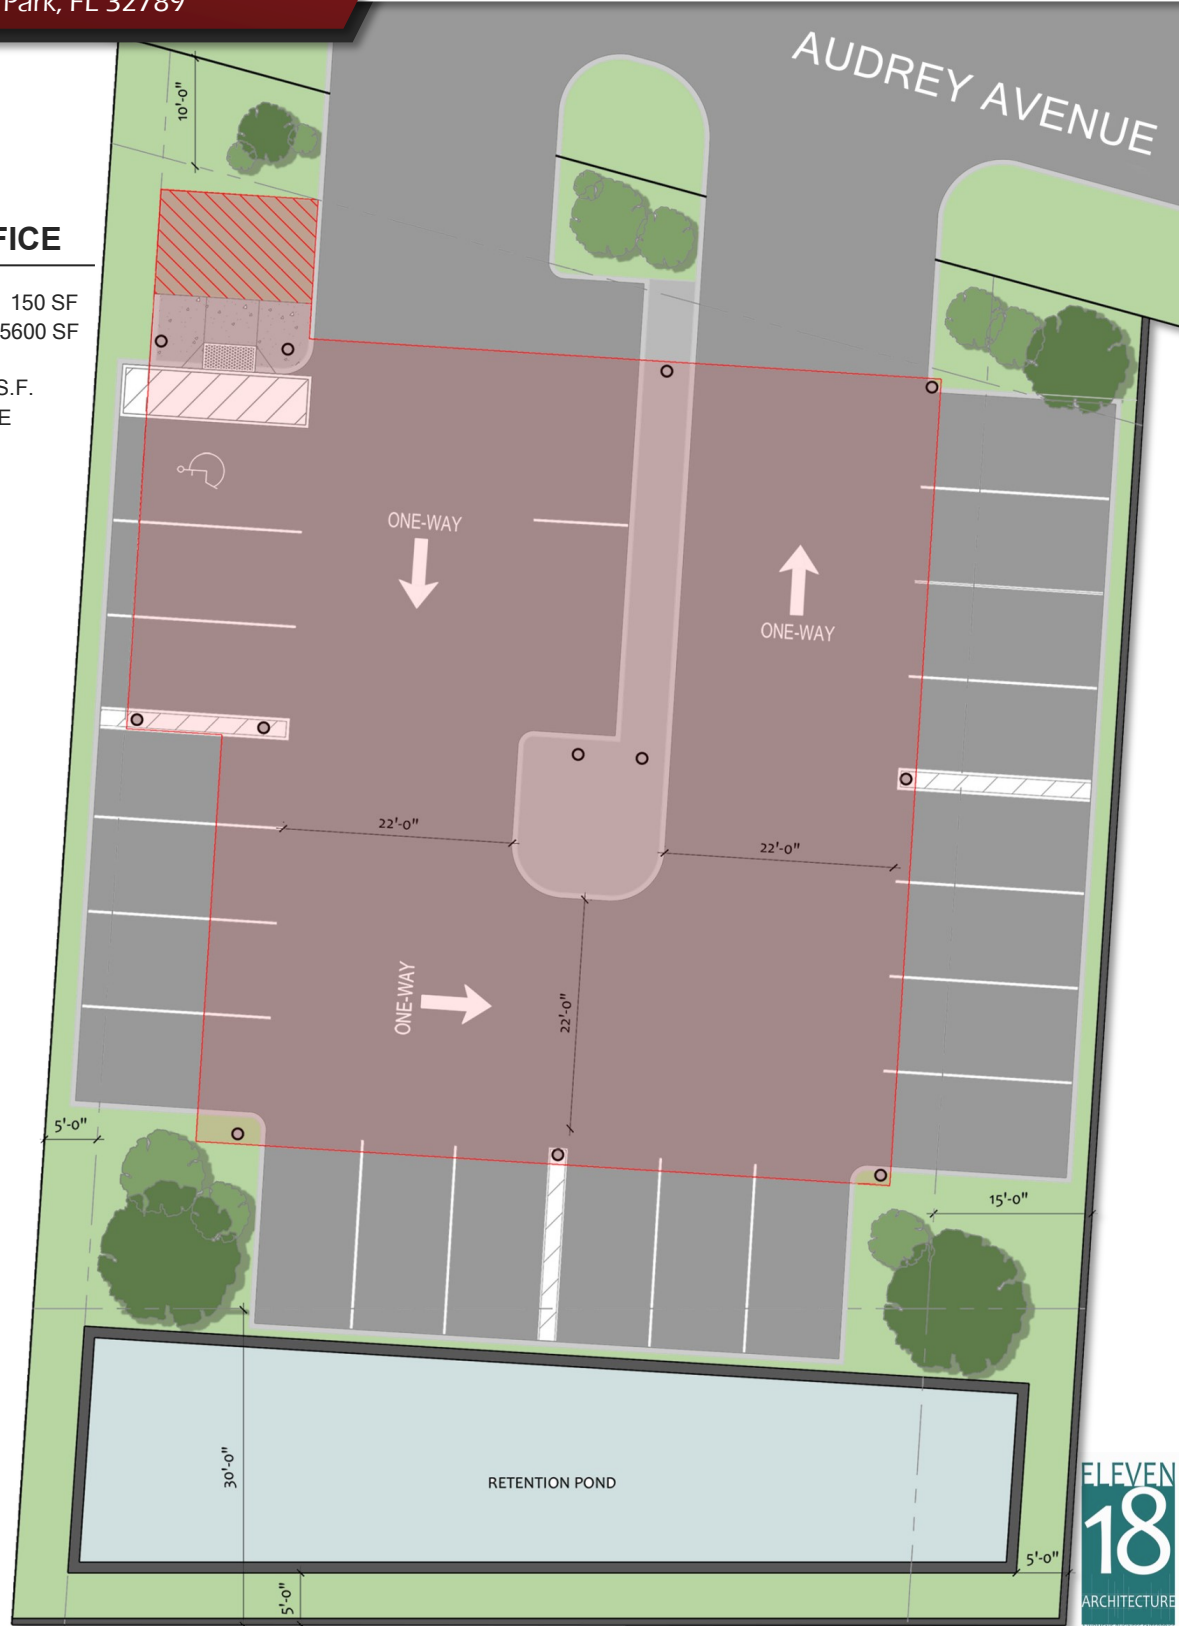 Park, FL 32789
AUDREY AVENUE
10'-0"
FICE
150 SF
5600 SF
S.F.
E
ONE-WAY
ONE-WAY
22'-0"
22'-0"
ONE-WAY
22'-0"
5'-0"
15'-0"
30'-0"
RETENTION POND
5'-0"
5'-0"
ELEVEN
18
ARCHITECTURE